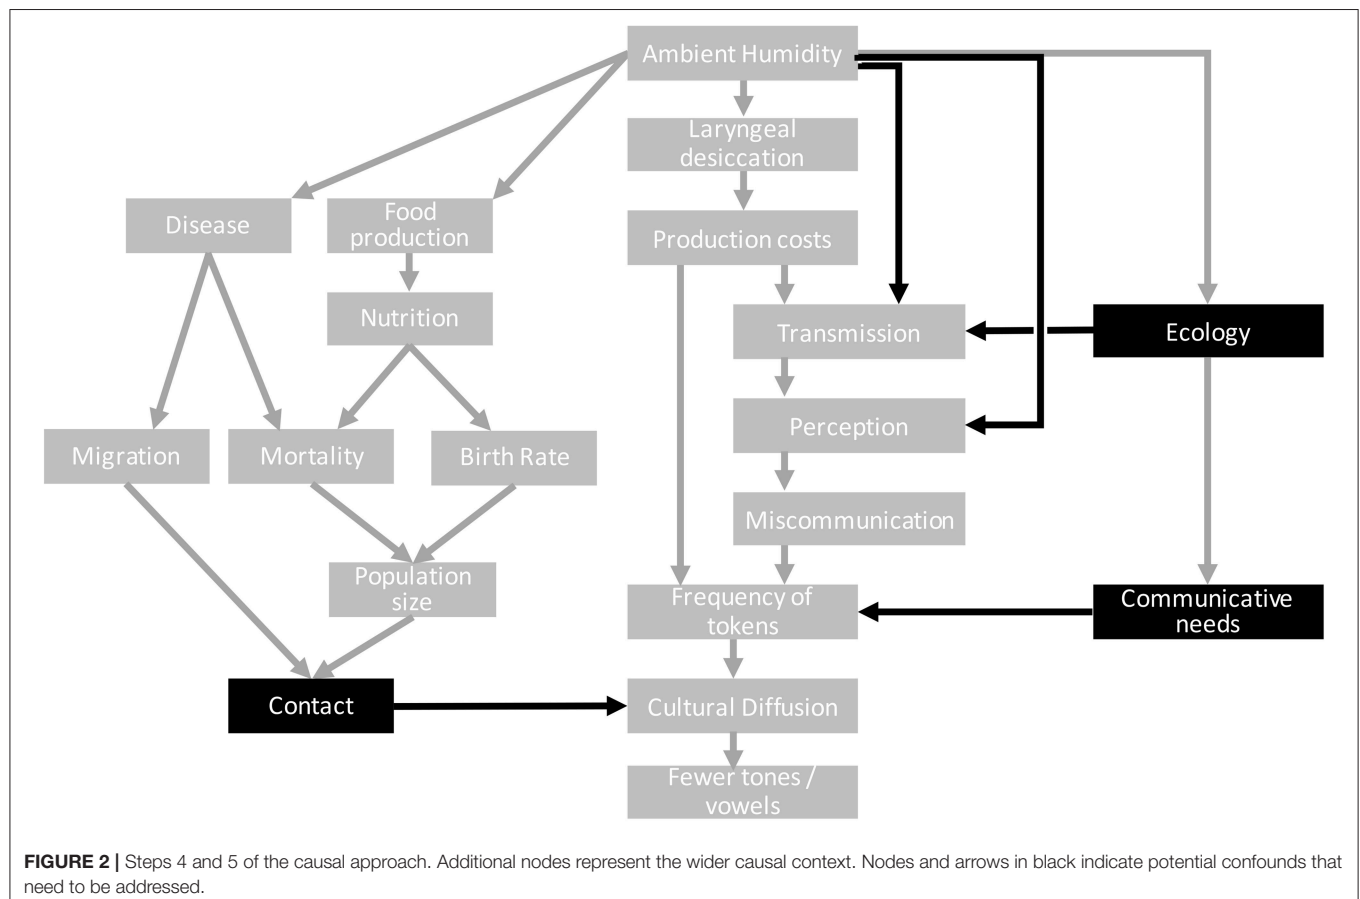 Ambient Humidity
Laryngeal
desiccation
Disease
Food
production
Production costs
Nutrition
Transmission
Ecology
Perception
Migration
Mortality
Birth Rate
Miscommunication
Population
size
Frequency of
tokens
Communicative
needs
Contact
Cultural Diffusion
Fewer tones /
vowels
FIGURE 2 | Steps 4 and 5 of the causal approach. Additional nodes represent the wider causal context. Nodes and arrows in black indicate potential confounds that
need to be addressed.